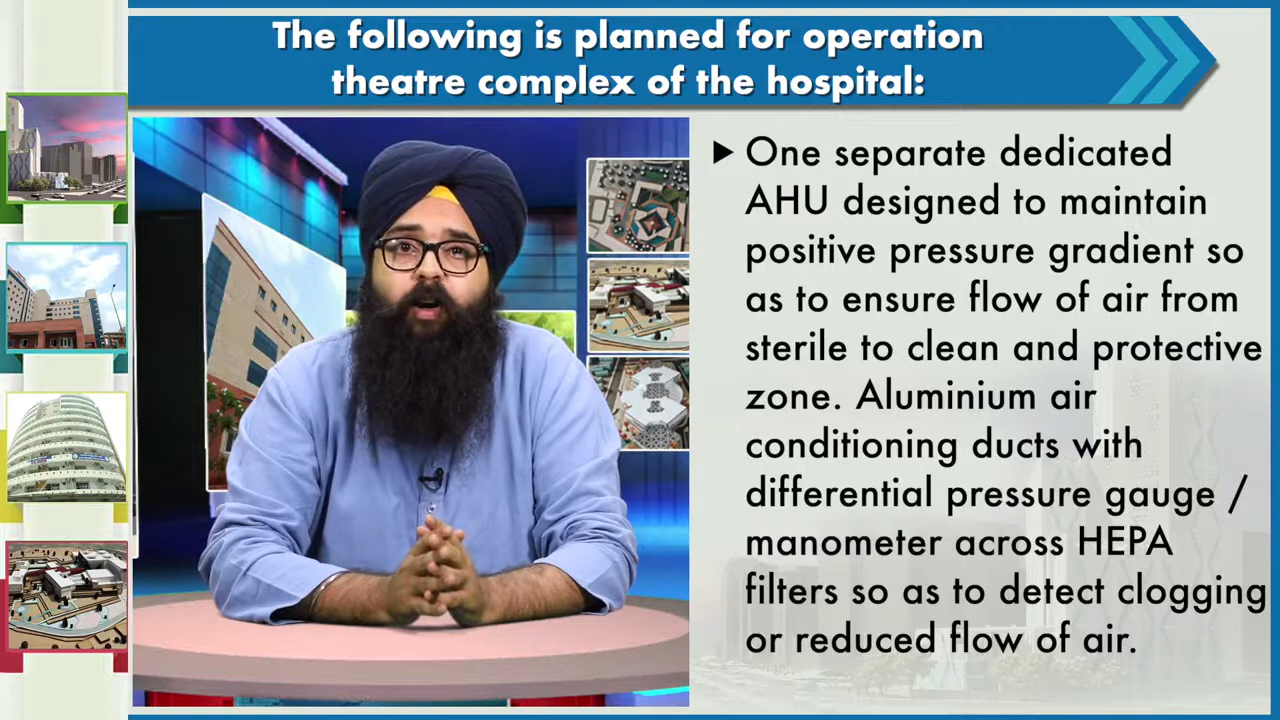 The following is planned for operation
theatre complex of the hospital:
▶ One separate dedicated
AHU designed to maintain
positive pressure gradient so
as to ensure flow of air from
sterile to clean and protective
zone. Aluminium air
conditioning ducts with
differential pressure gauge /
manometer across HEPA
filters so as to detect clogging
or reduced flow of air.